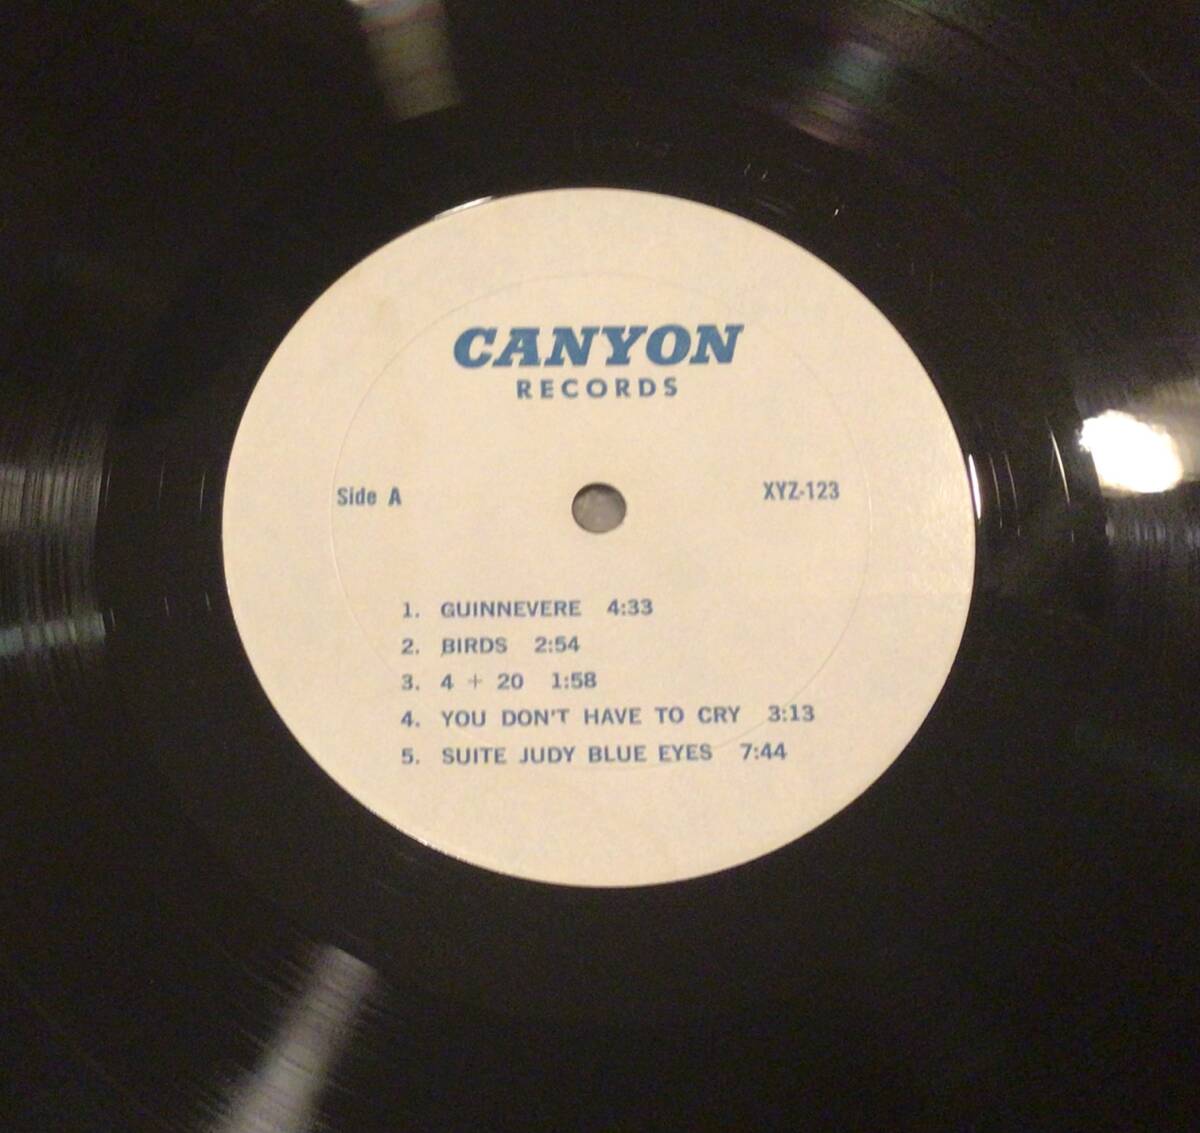 CANYON
RECORDS
Side A
XYZ-123
1. GUINNEVERE 4:33
2. BIRDS 2:54
3. 4 + 20 1:58
4. YOU DON'T HAVE TO CRY 3:13
5. SUITE JUDY BLUE EYES 7:44